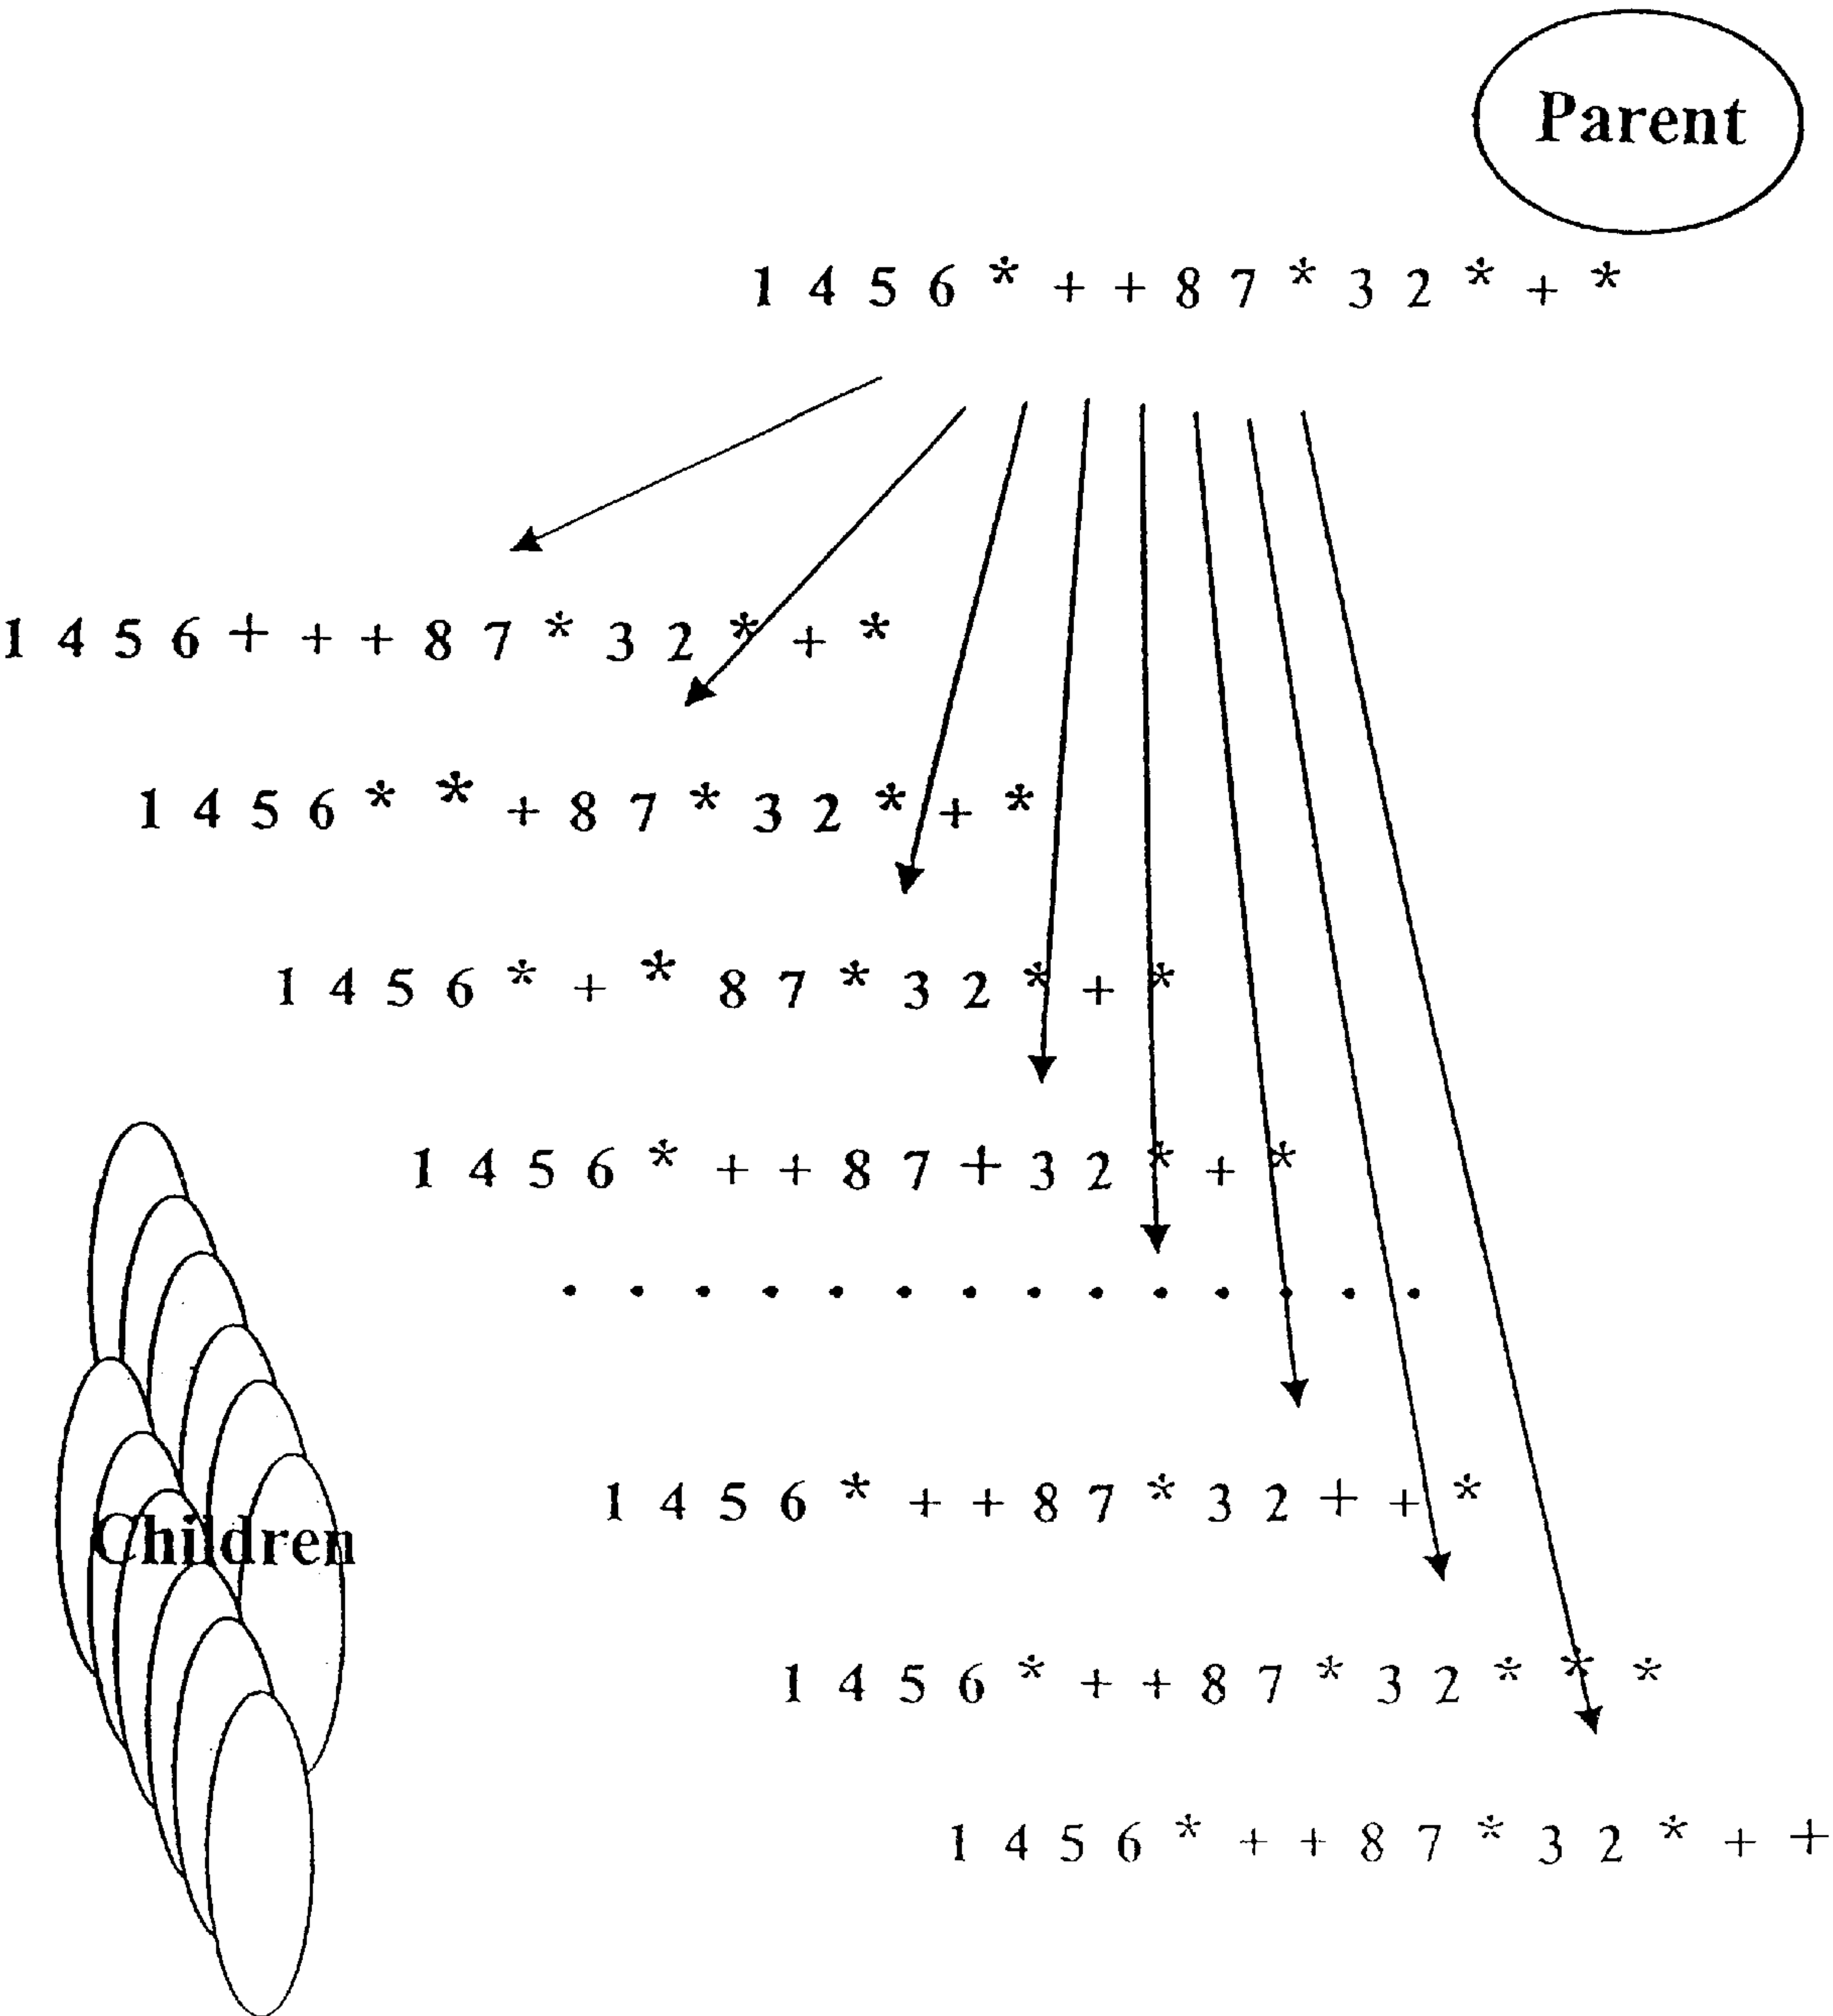 Parent
1 4 5 6 * + + 8 7 * 3 2 * + *
1 4 5 6 + + + 8 7 * 3 2 * + *
1 4 5 6 * * + 8 7 * 3 2 * + *
1 4 5 6 * + * 8 7 * 3 2 * + *
1 4 5 6 * + + 8 7 + 3 2 * + *
. . . . . . . . . . . . . .
1 4 5 6 * + + 8 7 * 3 2 + + *
Children
1 4 5 6 * + + 8 7 * 3 2 * * *
1 4 5 6 * + + 8 7 * 3 2 * + +